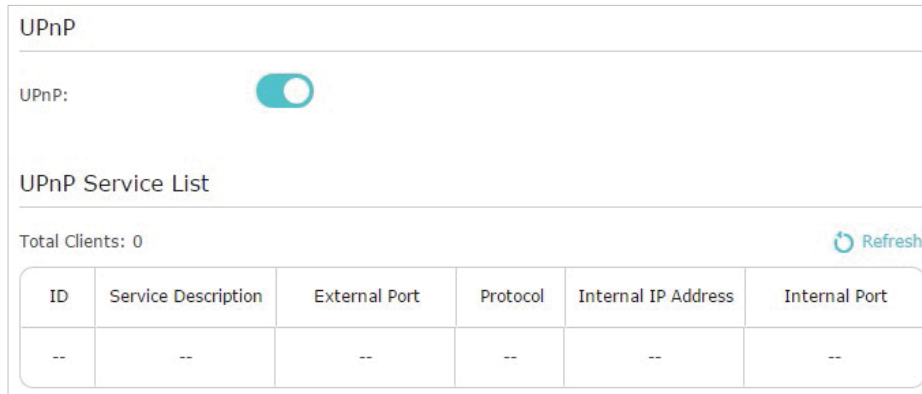 UPnP
UPnP:
UPnP Service List
Total Clients: 0 Refresh
ID Service Description External Port Protocol Internal IP Address Internal Port
-- -- -- -- -- --